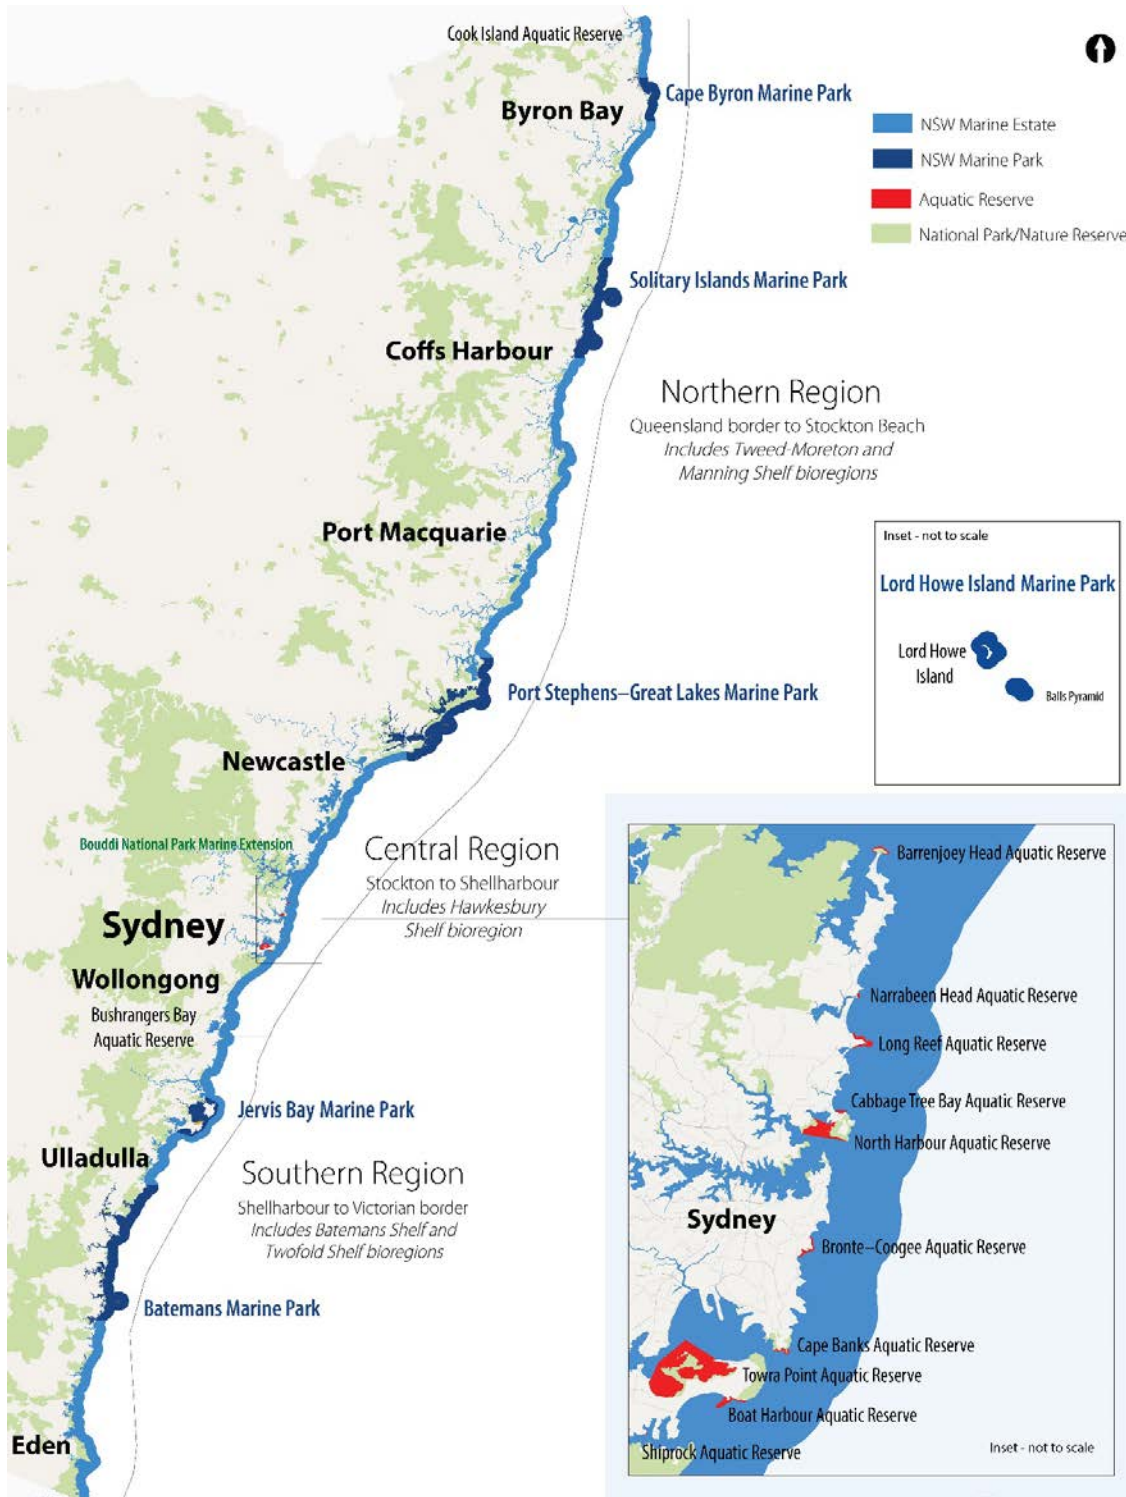 Cook Island Aquatic Reserve
Cape Byron Marine Park
Byron Bay
NSW Marine Estate
NSW Marine Park
Aquatic Reserve
National Park/Nature Reserve
Solitary Islands Marine Park
Coffs Harbour
Northern Region
Queensland border to Stockton Beach
Includes Tweed-Moreton and
Manning Shelf bioregions
Port Macquarie
Inset - not to scale
Lord Howe Island Marine Park
Lord Howe
Island
Balls Pyramid
Port Stephens–Great Lakes Marine Park
Newcastle
Bouddi National Park Marine Extension
Central Region
Stockton to Shellharbour
Includes Hawkesbury
Shelf bioregion
Sydney
Wollongong
Bushrangers Bay
Aquatic Reserve
Jervis Bay Marine Park
Ulladulla
Southern Region
Shellharbour to Victorian border
Includes Batemans Shelf and
Twofold Shelf bioregions
Batemans Marine Park
Eden
Barrenjoey Head Aquatic Reserve
Narrabeen Head Aquatic Reserve
Long Reef Aquatic Reserve
Cabbage Tree Bay Aquatic Reserve
North Harbour Aquatic Reserve
Sydney
Bronte–Coogee Aquatic Reserve
Cape Banks Aquatic Reserve
Towra Point Aquatic Reserve
Boat Harbour Aquatic Reserve
Shiprock Aquatic Reserve
Inset - not to scale